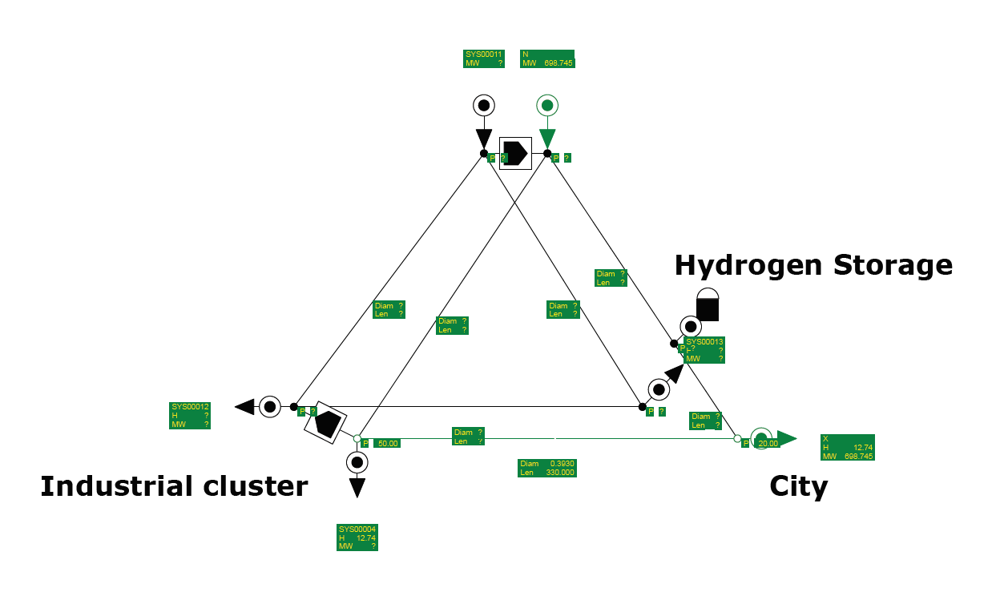 SYS00011
MW ?
N
MW 698.745
P ?
P ?
Hydrogen Storage
Diam ?
Len ?
Diam ?
Len ?
Diam ?
Len ?
Diam ?
Len ?
P ?
SYS00013
H ?
MW ?
SYS00012
H ?
MW ?
P ?
P ?
Diam ?
Len ?
Diam ?
Len ?
P 50.00
P 20.00
X
H 12.74
MW 698.745
Diam 0.3930
Len 330.000
Industrial cluster
City
SYS00004
H 12.74
MW ?